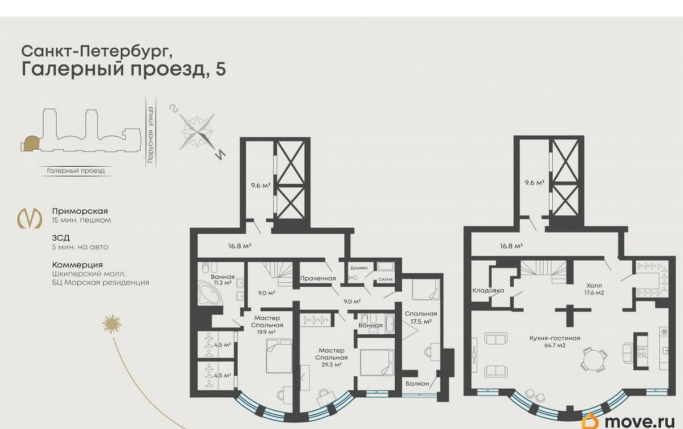 Санкт-Петербург,
Галерный проезд, 5
Парусная улица
Галерный проезд
С
И
Приморская
15 мин. пешком
ЗСД
5 мин. на авто
Коммерция
Шкиперский молл,
БЦ Морская резиденция
9.6 м²
16.8 м²
Ванная
11.2 м²
9.0 м²
Прачечная
Душевая
САУНА
9.0 м²
Мастер
Спальная
19.9 м²
4.5 м²
4.5 м²
Мастер
Спальная
29.3 м²
Ванная
Спальная
17.5 м²
Балкон
9.6 м²
16.8 м²
Кладовка
Холл
17.6 м2
Кухня-гостиная
64.7 м2
move.ru